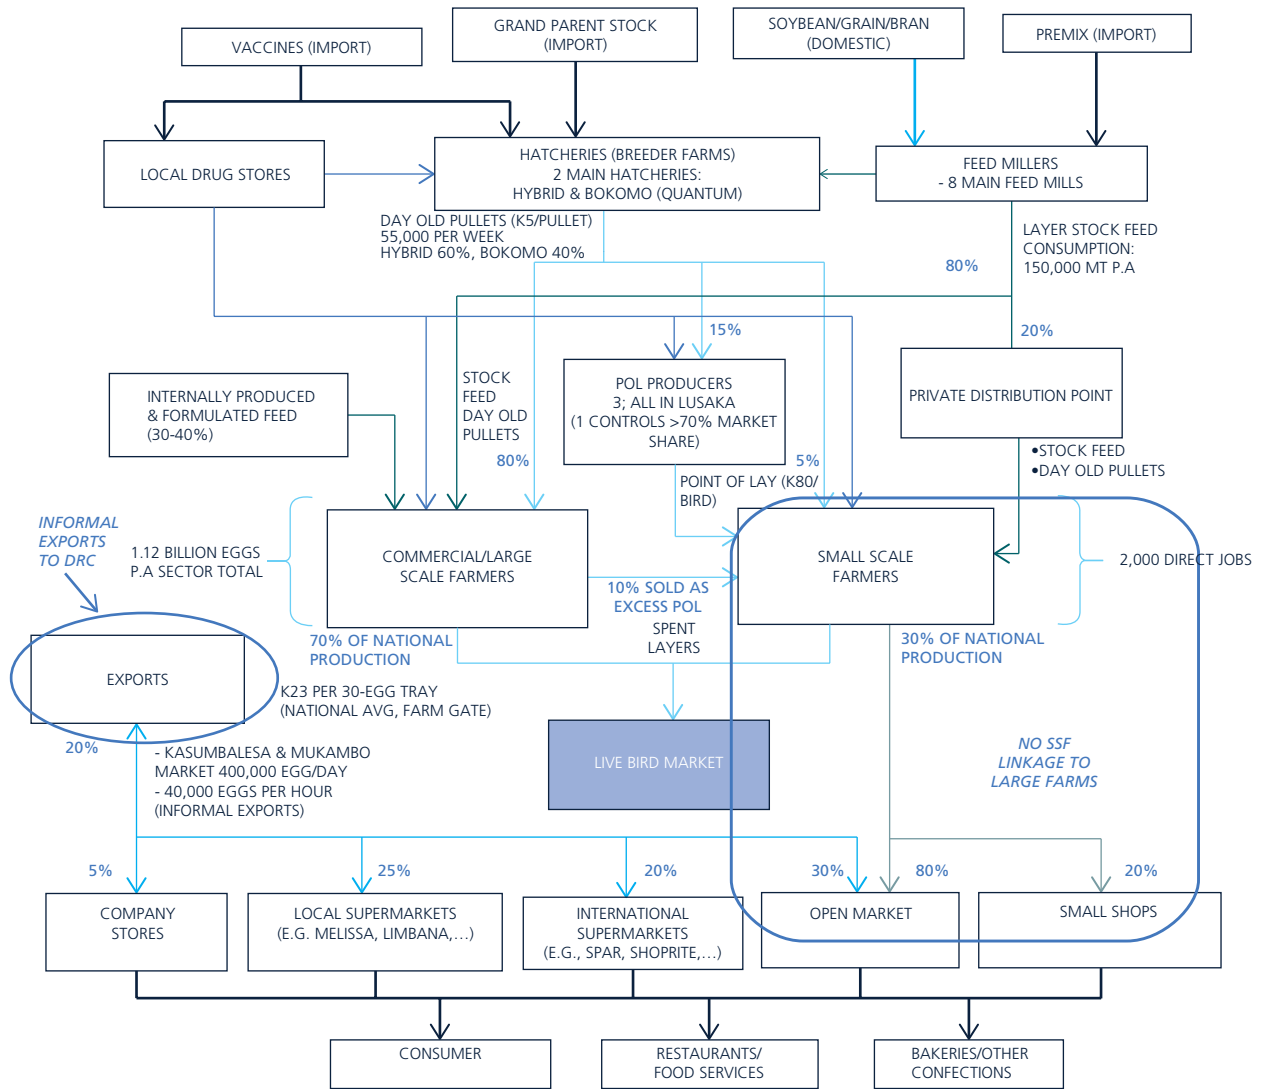 VACCINES (IMPORT)
GRAND PARENT STOCK
(IMPORT)
SOYBEAN/GRAIN/BRAN
(DOMESTIC)
PREMIX (IMPORT)
LOCAL DRUG STORES
HATCHERIES (BREEDER FARMS)
2 MAIN HATCHERIES:
HYBRID & BOKOMO (QUANTUM)
FEED MILLERS
- 8 MAIN FEED MILLS
DAY OLD PULLETS (K5/PULLET)
55,000 PER WEEK
HYBRID 60%, BOKOMO 40%
LAYER STOCK FEED
CONSUMPTION:
150,000 MT P.A
80%
15%
20%
INTERNALLY PRODUCED
& FORMULATED FEED
(30-40%)
STOCK
FEED
DAY OLD
PULLETS
80%
POL PRODUCERS
3; ALL IN LUSAKA
(1 CONTROLS >70% MARKET
SHARE)
5%
PRIVATE DISTRIBUTION POINT
•STOCK FEED
•DAY OLD PULLETS
POINT OF LAY (K80/
BIRD)
INFORMAL
EXPORTS
TO DRC
1.12 BILLION EGGS
P.A SECTOR TOTAL
COMMERCIAL/LARGE
SCALE FARMERS
10% SOLD AS
EXCESS POL
SMALL SCALE
FARMERS
2,000 DIRECT JOBS
70% OF NATIONAL
PRODUCTION
SPENT
LAYERS
30% OF NATIONAL
PRODUCTION
EXPORTS
K23 PER 30-EGG TRAY
(NATIONAL AVG, FARM GATE)
20%
- KASUMBALESA & MUKAMBO
MARKET 400,000 EGG/DAY
- 40,000 EGGS PER HOUR
(INFORMAL EXPORTS)
LIVE BIRD MARKET
NO SSF
LINKAGE TO
LARGE FARMS
5%
25%
20%
30%
80%
20%
COMPANY
STORES
LOCAL SUPERMARKETS
(E.G. MELISSA, LIMBANA,...)
INTERNATIONAL
SUPERMARKETS
(E.G., SPAR, SHOPRITE,...)
OPEN MARKET
SMALL SHOPS
CONSUMER
RESTAURANTS/
FOOD SERVICES
BAKERIES/OTHER
CONFECTIONS